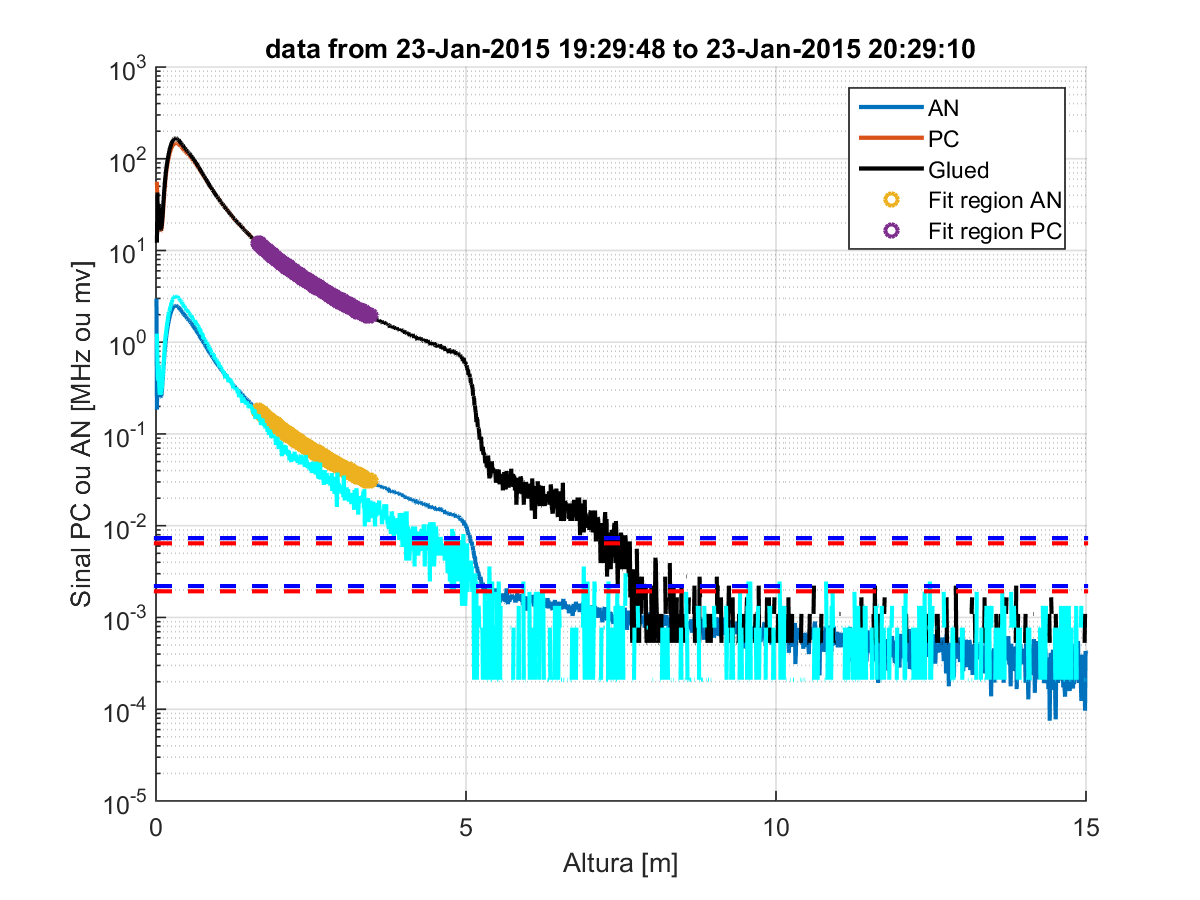 data from 23-Jan-2015 19:29:48 to 23-Jan-2015 20:29:10
10^3
10^2
10^1
10^0
10^-1
10^-2
10^-3
10^-4
10^-5
Sinal PC ou AN [MHz ou mv]
AN
PC
Glued
Fit region AN
Fit region PC
0
5
10
15
Altura [m]